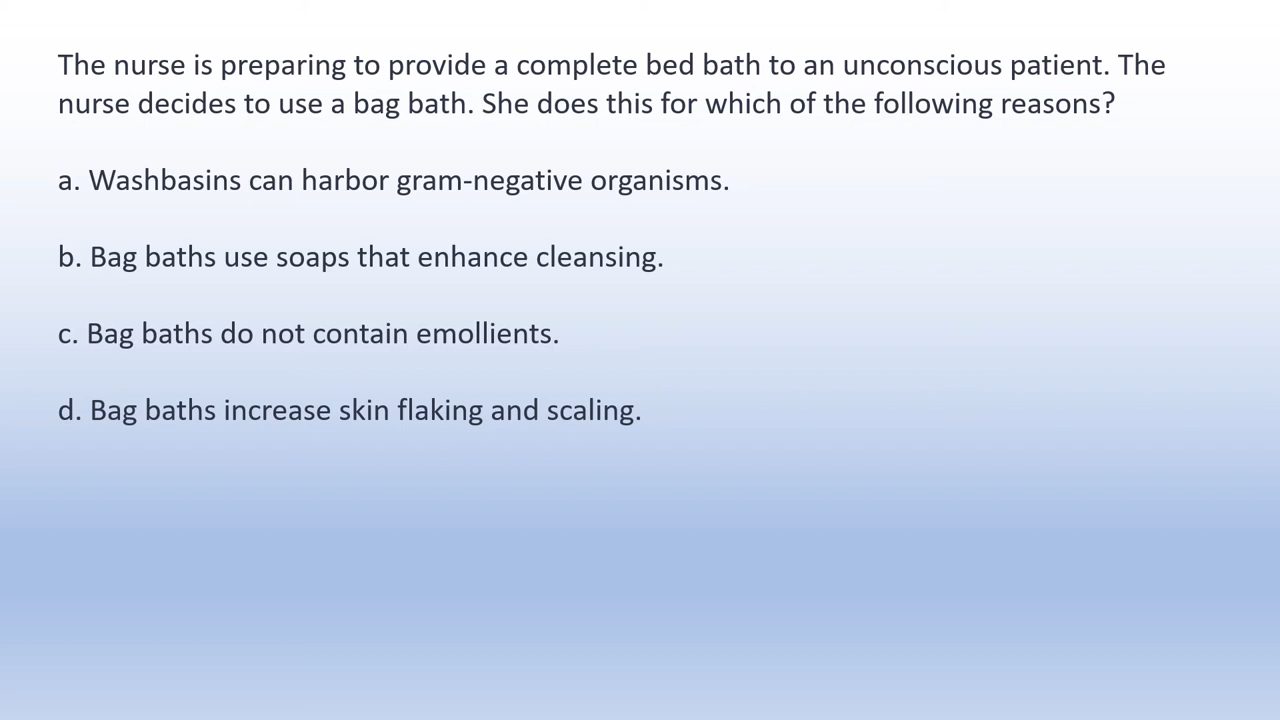 The nurse is preparing to provide a complete bed bath to an unconscious patient. The
nurse decides to use a bag bath. She does this for which of the following reasons?
a. Washbasins can harbor gram-negative organisms.
b. Bag baths use soaps that enhance cleansing.
c. Bag baths do not contain emollients.
d. Bag baths increase skin flaking and scaling.